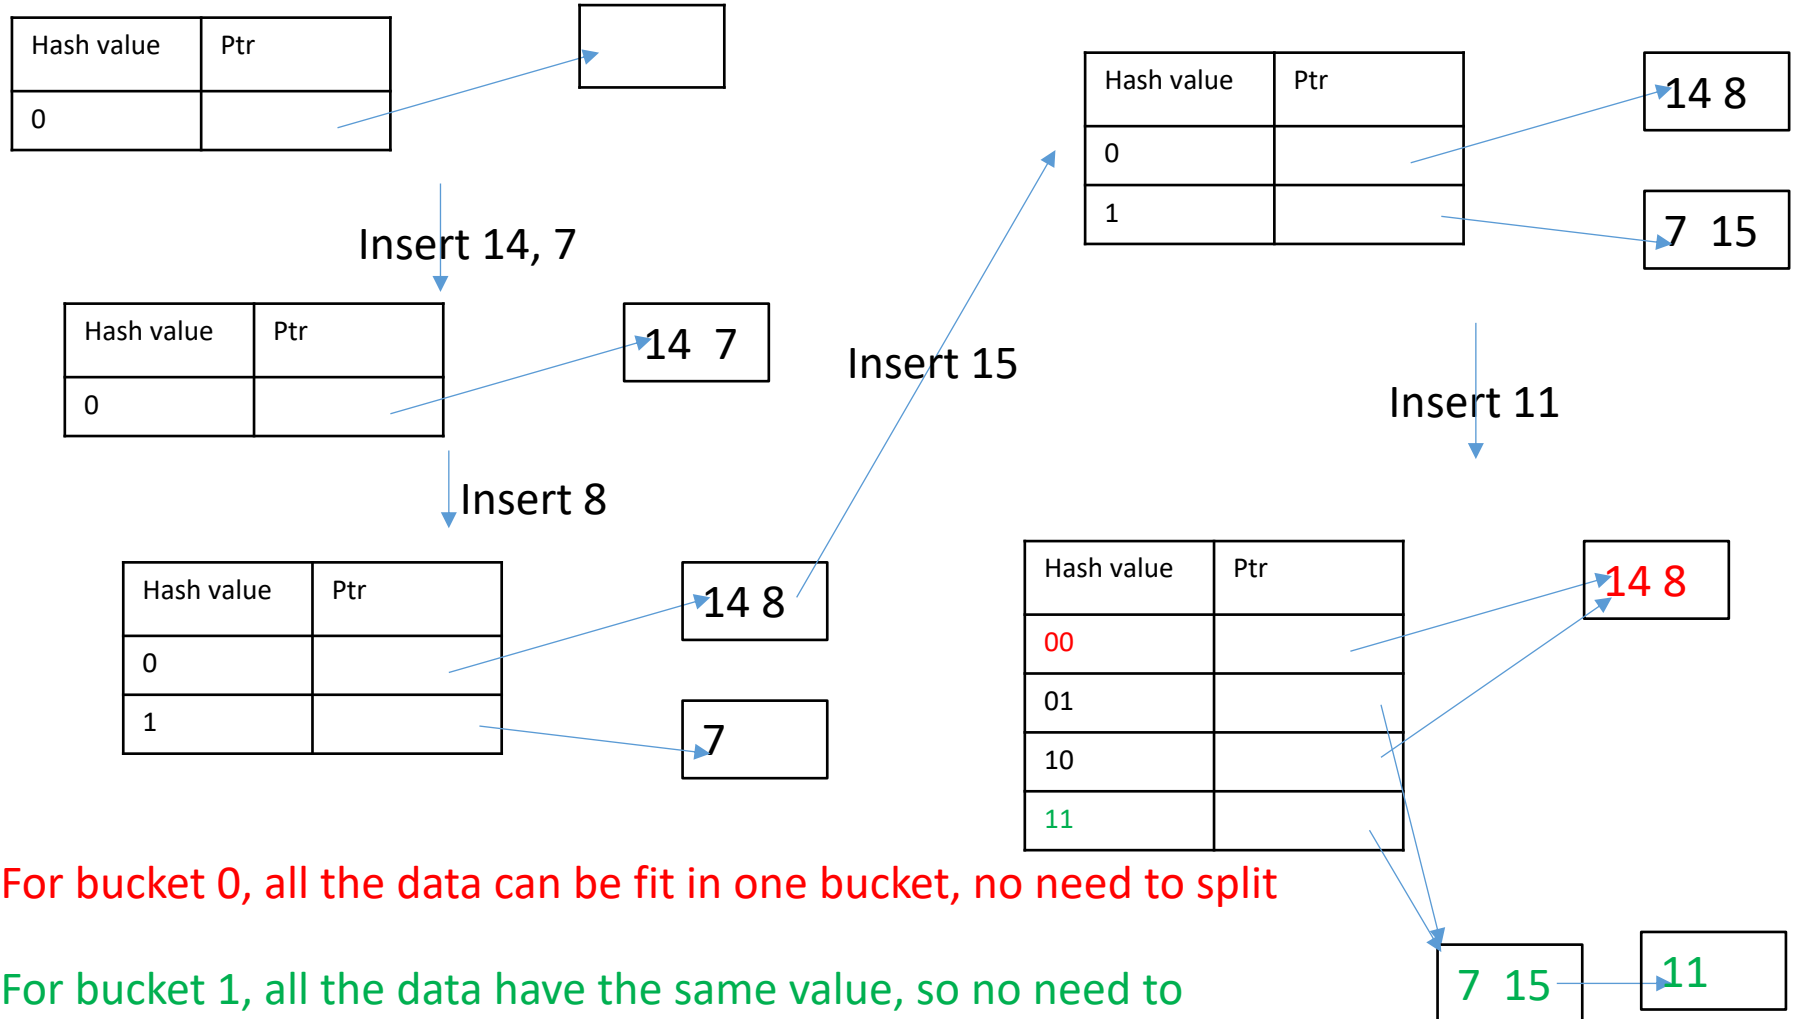 Hash value Ptr
0
Insert 14, 7
Hash value Ptr
0
14 7
Insert 8
Hash value Ptr
0
1
14 8
7
Insert 15
Hash value Ptr
0
1
14 8
7 15
Insert 11
Hash value Ptr
00
01
10
11
14 8
7 15
11
For bucket 0, all the data can be fit in one bucket, no need to split
For bucket 1, all the data have the same value, so no need to